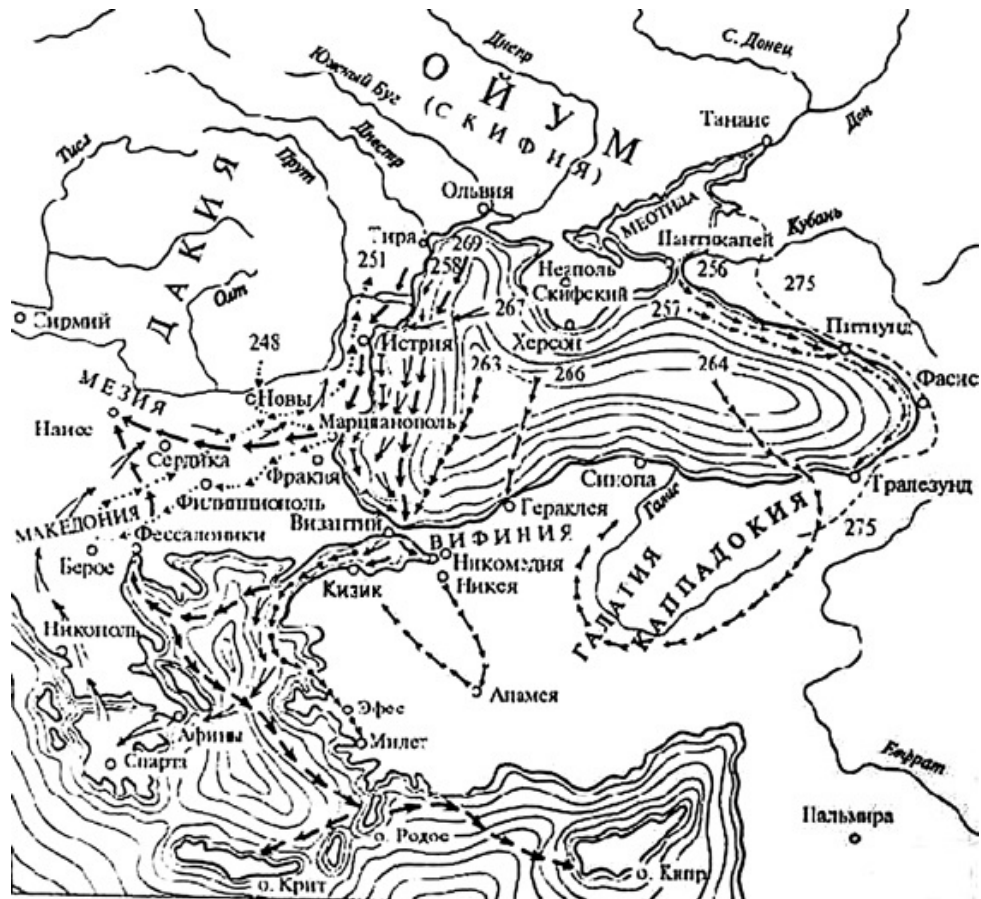 С. Донец
Днепр
Южный Буг
ОЙУМ
(СКИФИЯ)
Дон
Танаис
Тиса
Днестр
Прут
ДАКИЯ
Ольвия
МЕОТИДА
Кубань
Тира
269
Пантикапей
251
258
Неаполь
Скифский
256
275
Олт
267
257
Сирмий
Питиунд
Истрия
Херсон
248
263
266
264
Фасис
МЕЗИЯ
Новы
Марцианополь
Наисс
Сердика
Фракия
Синопа
Филиппополь
Гераклея
Галис
Трапезунд
МАКЕДОНИЯ
Византий
275
Фессалоники
ВИФИНИЯ
Берое
Никомедия
Кизик
Никея
ГАЛАТИЯ
КАППАДОКИЯ
Никополь
Апамея
Эфес
Афины
Милет
Спарта
Евфрат
Пальмира
о. Родос
о. Крит
о. Кипр